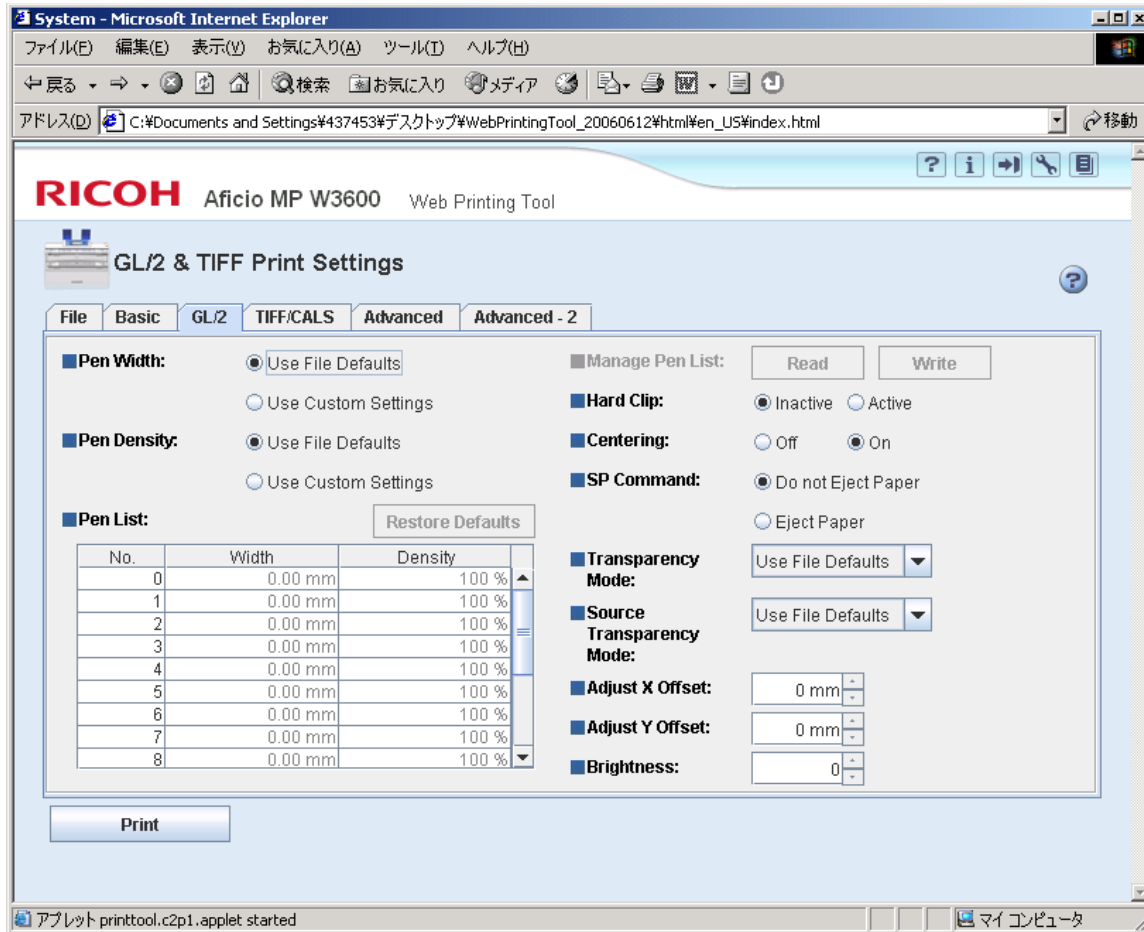 System - Microsoft Internet Explorer
ファイル(F) 編集(E) 表示(V) お気に入り(A) ツール(T) ヘルプ(H)
戻る 検索 お気に入り メディア
アドレス(D) C:¥Documents and Settings¥437453¥デスクトップ¥WebPrintingTool_20060612¥html¥en_US¥index.html 移動
RICOH Aficio MP W3600 Web Printing Tool
GL/2 & TIFF Print Settings
File Basic GL/2 TIFF/CALS Advanced Advanced - 2
Pen Width: Use File Defaults
Use Custom Settings
Pen Density: Use File Defaults
Use Custom Settings
Pen List: Restore Defaults
No. Width Density
0 0.00 mm 100 %
1 0.00 mm 100 %
2 0.00 mm 100 %
3 0.00 mm 100 %
4 0.00 mm 100 %
5 0.00 mm 100 %
6 0.00 mm 100 %
7 0.00 mm 100 %
8 0.00 mm 100 %
Manage Pen List: Read Write
Hard Clip: Inactive Active
Centering: Off On
SP Command: Do not Eject Paper
Eject Paper
Transparency Use File Defaults
Mode:
Source Use File Defaults
Transparency
Mode:
Adjust X Offset: 0 mm
Adjust Y Offset: 0 mm
Brightness: 0
Print
アプレット printtool.c2p1.applet started マイ コンピュータ